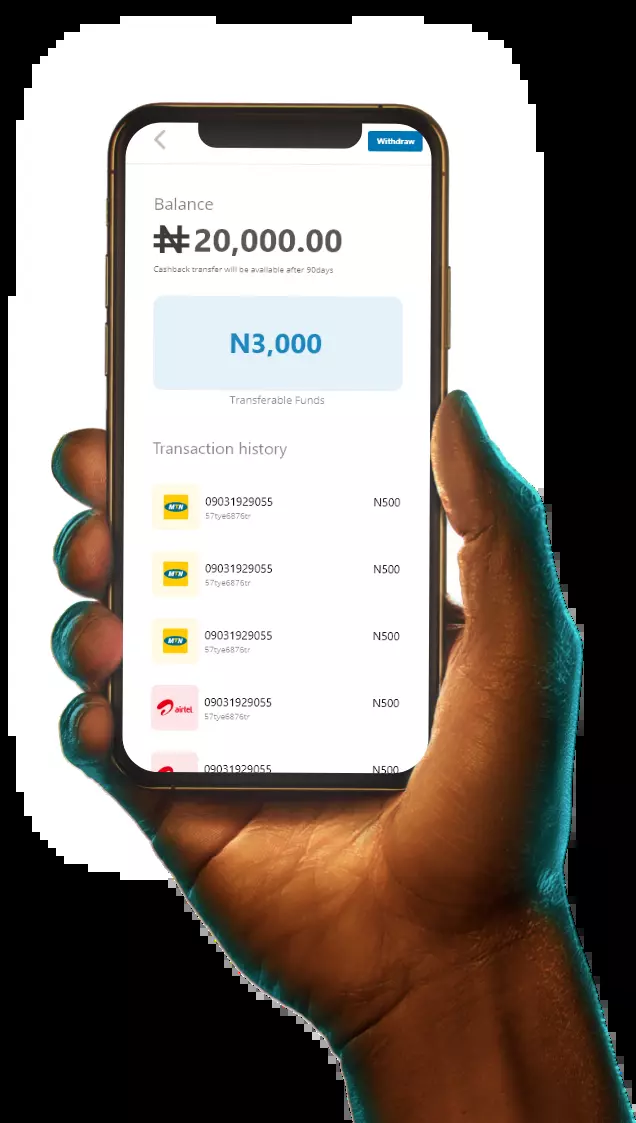 Withdraw
Balance
₦20,000.00
Cashback transfer will be available after 90days
N3,000
Transferable Funds
Transaction history
MTN
09031929055
N500
57tye6876tr
MTN
09031929055
N500
57tye6876tr
MTN
09031929055
N500
57tye6876tr
airtel
09031929055
N500
57tye6876tr
09031929055
N500